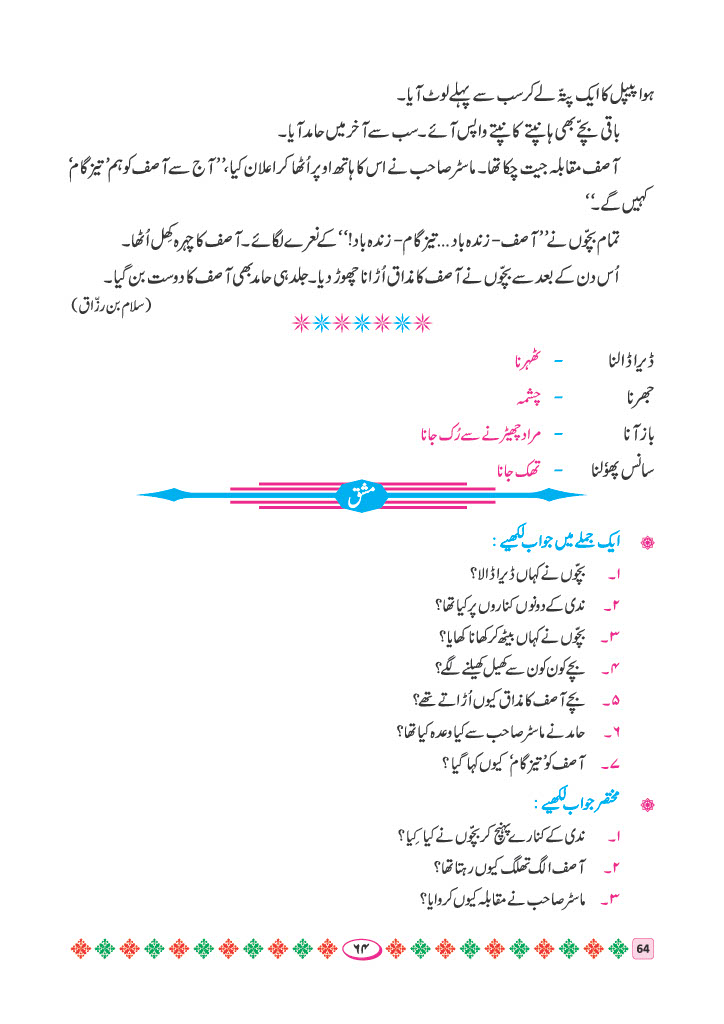 ہوا پیپل کا ایک پتّہ لے کر سب سے پہلے لوٹ آیا۔
باقی بچّے بھی ہانپتے کانپتے واپس آئے۔ سب سے آخر میں حامد آیا۔
آصف مقابلہ جیت چکا تھا۔ ماسٹر صاحب نے اس کا ہاتھ اوپر اُٹھا کر اعلان کیا، ’’آج سے آصف کو ہم ’تیز گام‘
کہیں گے۔‘‘
تمام بچّوں نے ’’آصف - زندہ باد ... تیز گام - زندہ باد!‘‘ کے نعرے لگائے۔ آصف کا چہرہ کھِل اُٹھا۔
اُس دن کے بعد سے بچّوں نے آصف کا مذاق اُڑانا چھوڑ دیا۔ جلد ہی حامد بھی آصف کا دوست بن گیا۔
(سلام بن رزّاق)
ڈیرا ڈالنا - ٹھہرنا
جھرنا - چشمہ
باز آنا - مراد چھیڑنے سے رُک جانا
سانس پھوٗلنا - تھک جانا
مشق
ایک جملے میں جواب لکھیے :
۱۔ بچّوں نے کہاں ڈیرا ڈالا؟
۲۔ ندی کے دونوں کناروں پر کیا تھا؟
۳۔ بچّوں نے کہاں بیٹھ کر کھانا کھایا؟
۴۔ بچے کون کون سے کھیل کھیلنے لگے؟
۵۔ بچے آصف کا مذاق کیوں اُڑاتے تھے؟
۶۔ حامد نے ماسٹر صاحب سے کیا وعدہ کیا تھا؟
۷۔ آصف کو ’تیز گام‘ کیوں کہا گیا؟
مختصر جواب لکھیے :
۱۔ ندی کے کنارے پہنچ کر بچّوں نے کیا کِیا؟
۲۔ آصف الگ تھلگ کیوں رہتا تھا؟
۳۔ ماسٹر صاحب نے مقابلہ کیوں کروایا؟
۶۴ 64